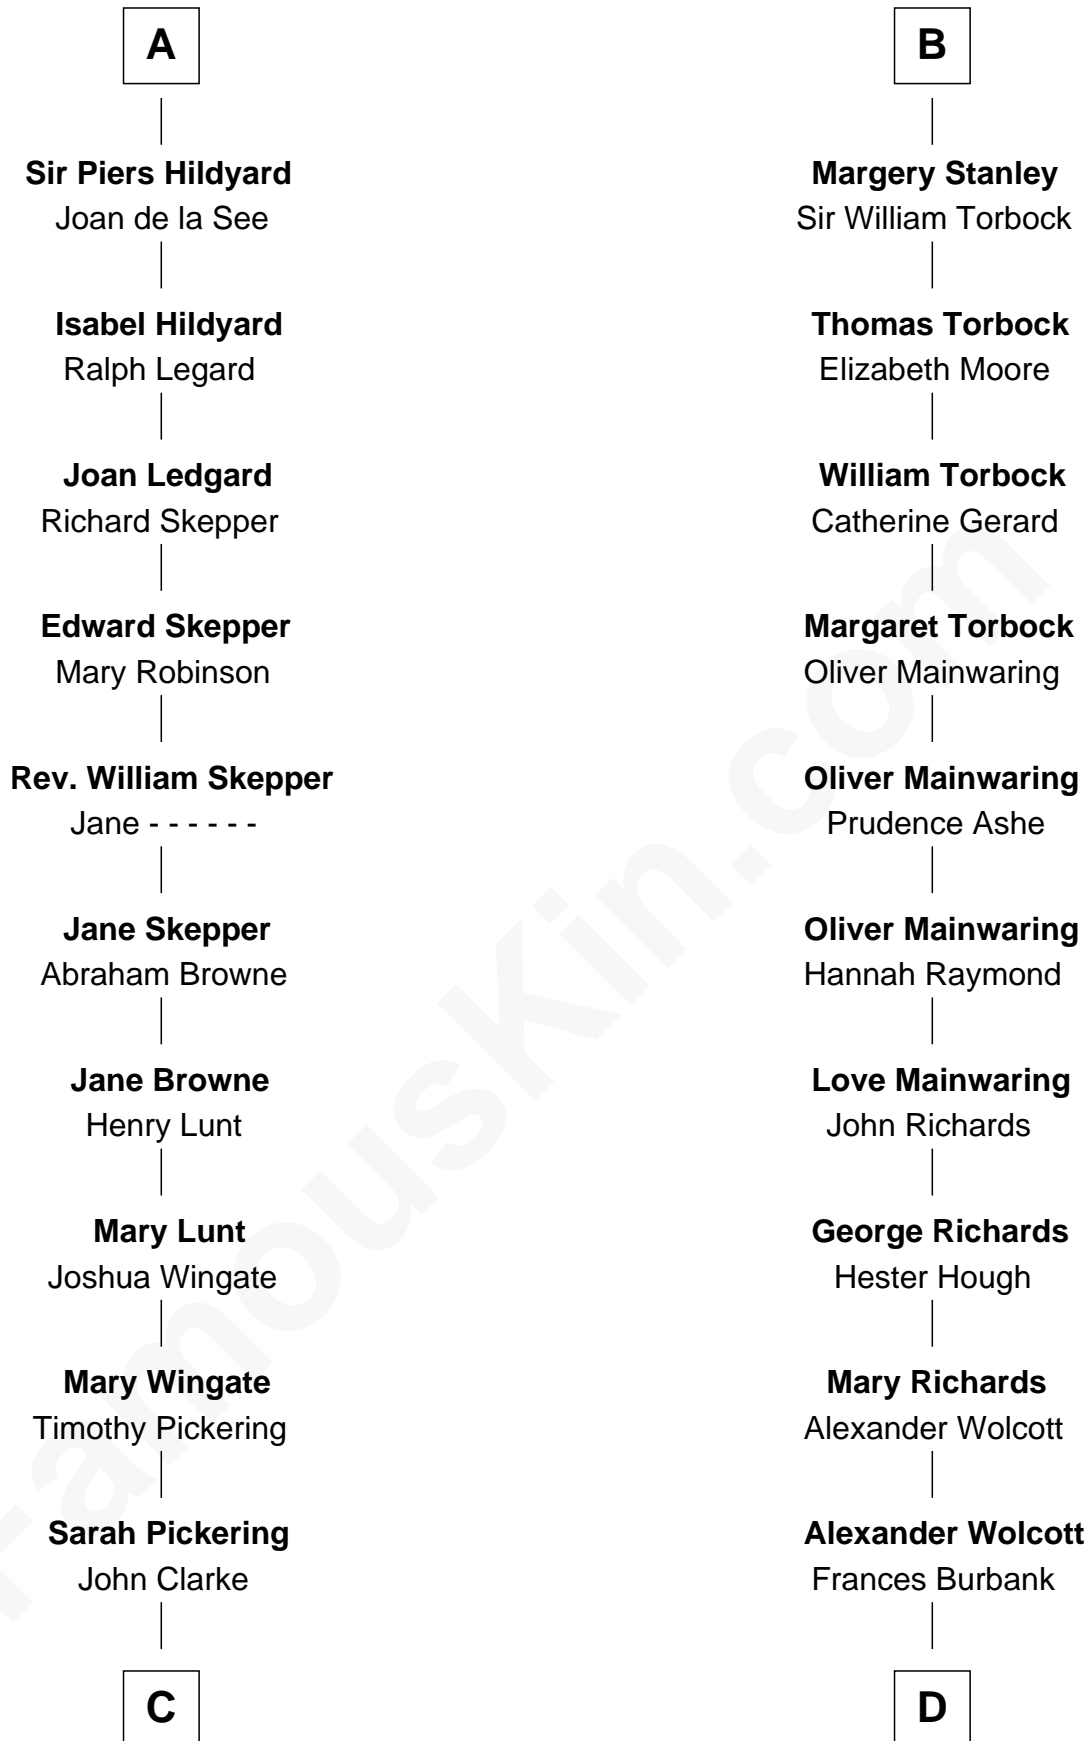 A
Sir Piers Hildyard
Joan de la See
Isabel Hildyard
Ralph Legard
Joan Ledgard
Richard Skepper
Edward Skepper
Mary Robinson
Rev. William Skepper
Jane - - - - - -
Jane Skepper
Abraham Browne
Jane Browne
Henry Lunt
Mary Lunt
Joshua Wingate
Mary Wingate
Timothy Pickering
Sarah Pickering
John Clarke
C
B
Margery Stanley
Sir William Torbock
Thomas Torbock
Elizabeth Moore
William Torbock
Catherine Gerard
Margaret Torbock
Oliver Mainwaring
Oliver Mainwaring
Prudence Ashe
Oliver Mainwaring
Hannah Raymond
Love Mainwaring
John Richards
George Richards
Hester Hough
Mary Richards
Alexander Wolcott
Alexander Wolcott
Frances Burbank
D
FamousKin.com